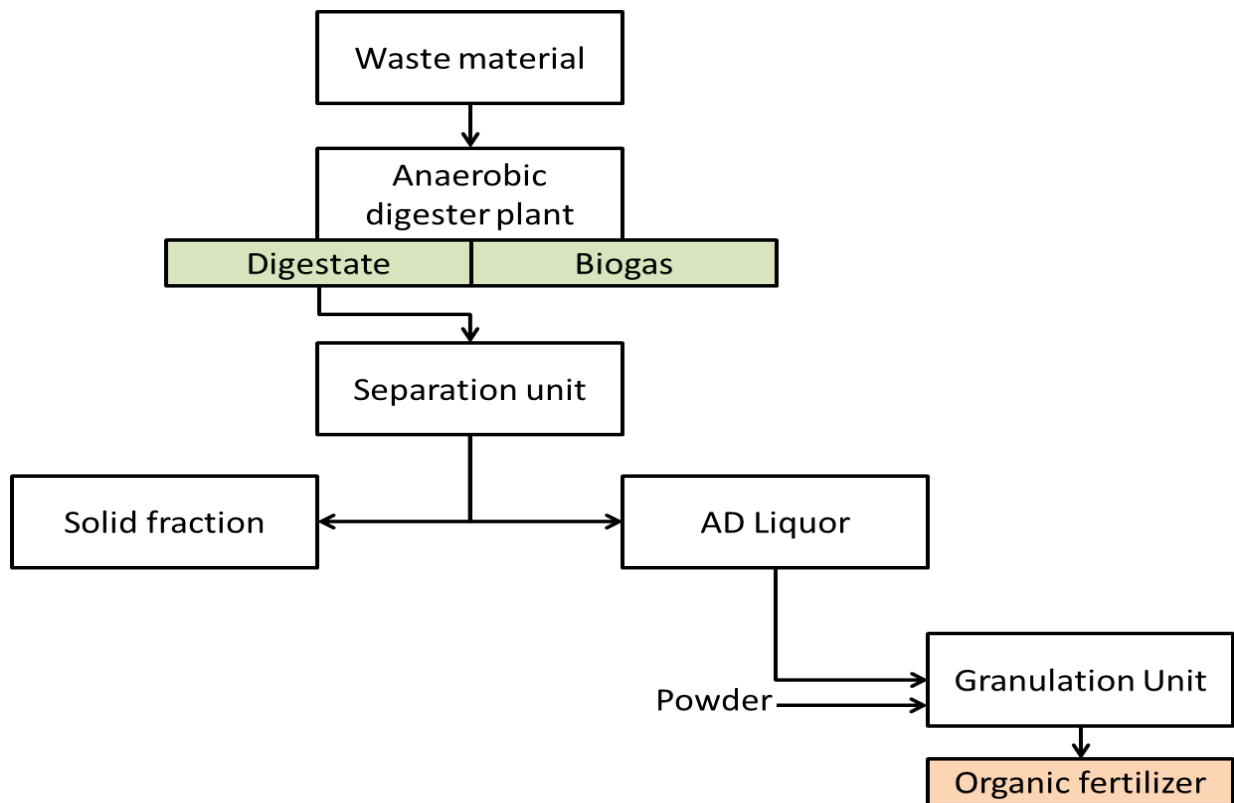 Waste material
Anaerobic
digester plant
Digestate
Biogas
Separation unit
Solid fraction
AD Liquor
Granulation Unit
Powder
Organic fertilizer